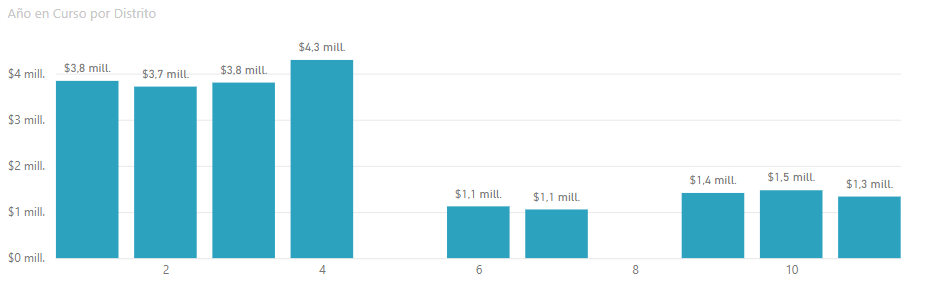 Año en Curso por Distrito
$4,3 mill.
$3,8 mill.
$3,7 mill.
$3,8 mill.
$4 mill.
$3 mill.
$2 mill.
$1,1 mill.
$1,1 mill.
$1,4 mill.
$1,5 mill.
$1,3 mill.
$1 mill.
$0 mill.
2 4 6 8 10